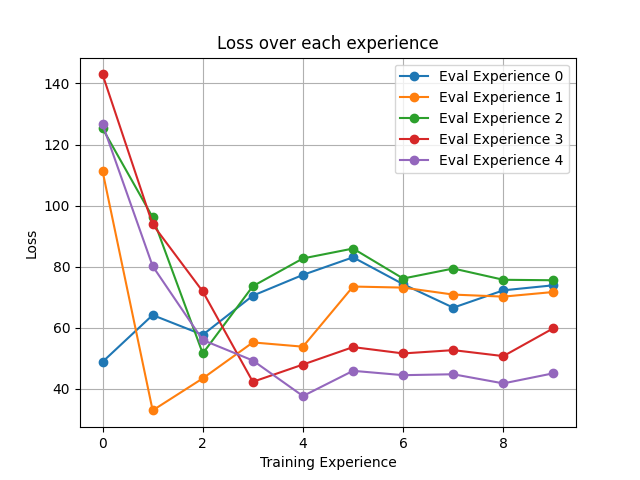 Loss over each experience
Eval Experience 0
Eval Experience 1
Eval Experience 2
Eval Experience 3
Eval Experience 4
140
120
100
80
60
40
Loss
0 2 4 6 8
Training Experience